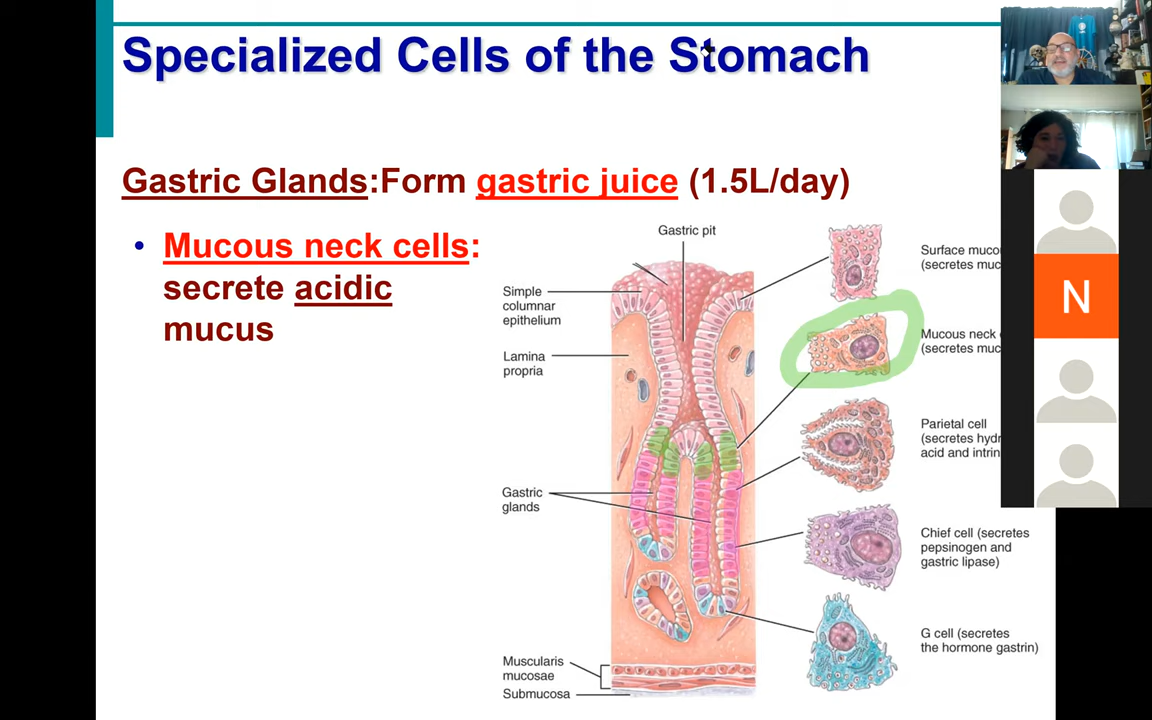 Specialized Cells of the Stomach
Gastric Glands:Form gastric juice (1.5L/day)
• Mucous neck cells:
secrete acidic
mucus
Gastric pit
Simple
columnar
epithelium
Lamina
propria
Gastric
glands
Muscularis
mucosae
Submucosa
Surface muco
(secretes muc
Mucous neck
(secretes muc
Parietal cell
(secretes hydr
acid and intrin
Chief cell (secretes
pepsinogen and
gastric lipase)
G cell (secretes
the hormone gastrin)
N